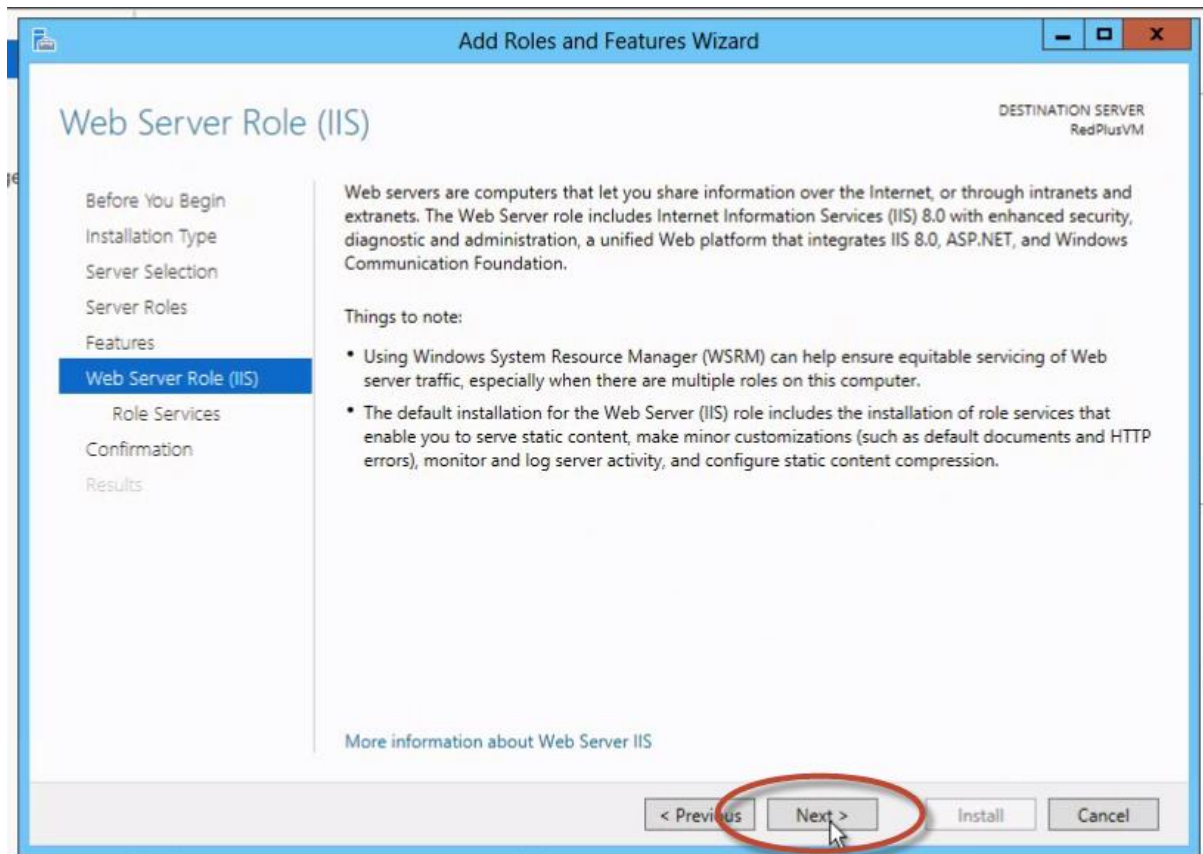 Add Roles and Features Wizard
Web Server Role (IIS)
DESTINATION SERVER
RedPlusVM
Before You Begin
Installation Type
Server Selection
Server Roles
Features
Web Server Role (IIS)
Role Services
Confirmation
Results
Web servers are computers that let you share information over the Internet, or through intranets and
extranets. The Web Server role includes Internet Information Services (IIS) 8.0 with enhanced security,
diagnostic and administration, a unified Web platform that integrates IIS 8.0, ASP.NET, and Windows
Communication Foundation.
Things to note:
• Using Windows System Resource Manager (WSRM) can help ensure equitable servicing of Web
server traffic, especially when there are multiple roles on this computer.
• The default installation for the Web Server (IIS) role includes the installation of role services that
enable you to serve static content, make minor customizations (such as default documents and HTTP
errors), monitor and log server activity, and configure static content compression.
More information about Web Server IIS
< Previous Next > Install Cancel